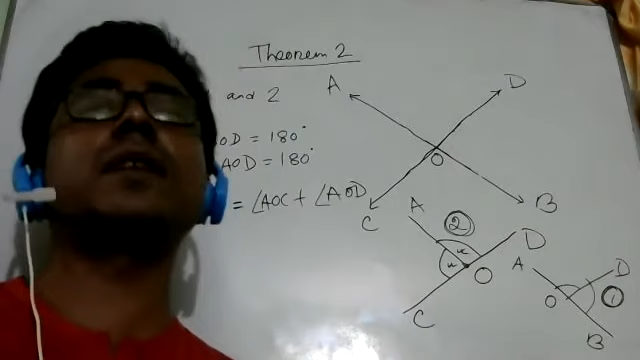 Theorem 2
and 2
OD = 180°
AOD = 180°
= ∠AOC + ∠AOD
A
D
O
C
B
A
2
D
x
x
O
C
A
D
O
1
B